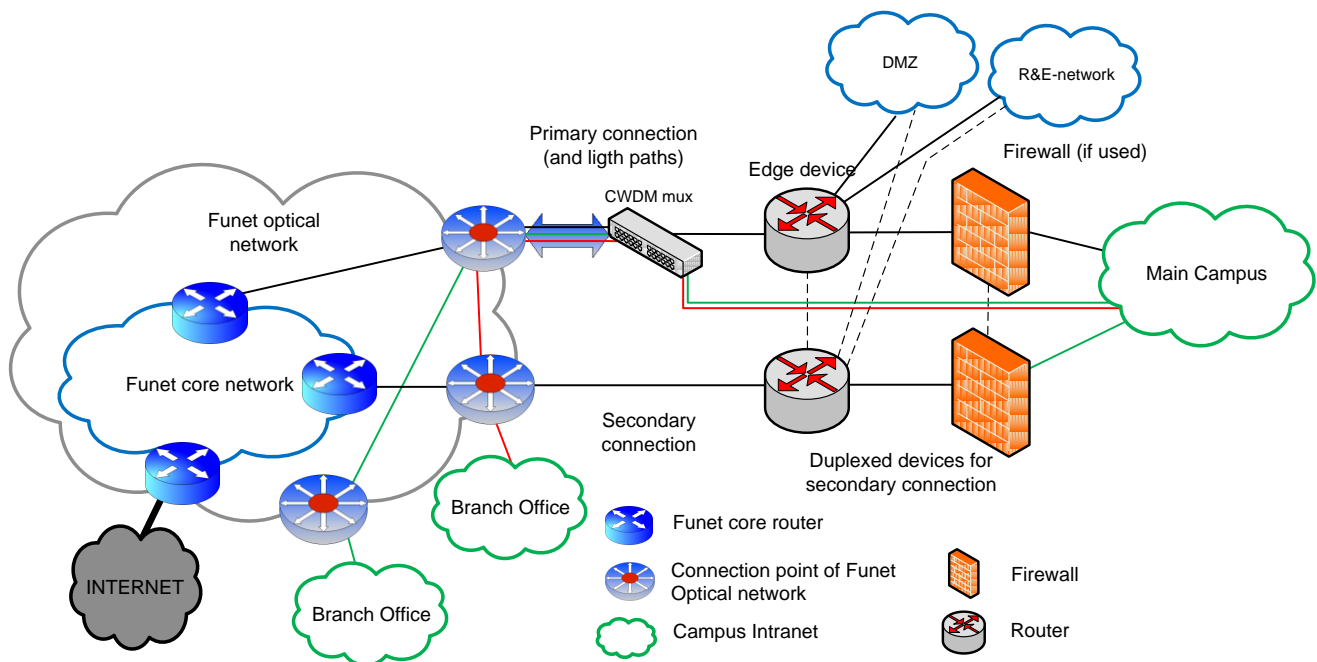 DMZ
R&E-network
Primary connection
(and ligth paths)
Firewall (if used)
Edge device
CWDM mux
Funet optical
network
Main Campus
Funet core network
Secondary
connection
Duplexed devices for
secondary connection
Branch Office
Funet core router
INTERNET
Connection point of Funet
Optical network
Firewall
Branch Office
Campus Intranet
Router